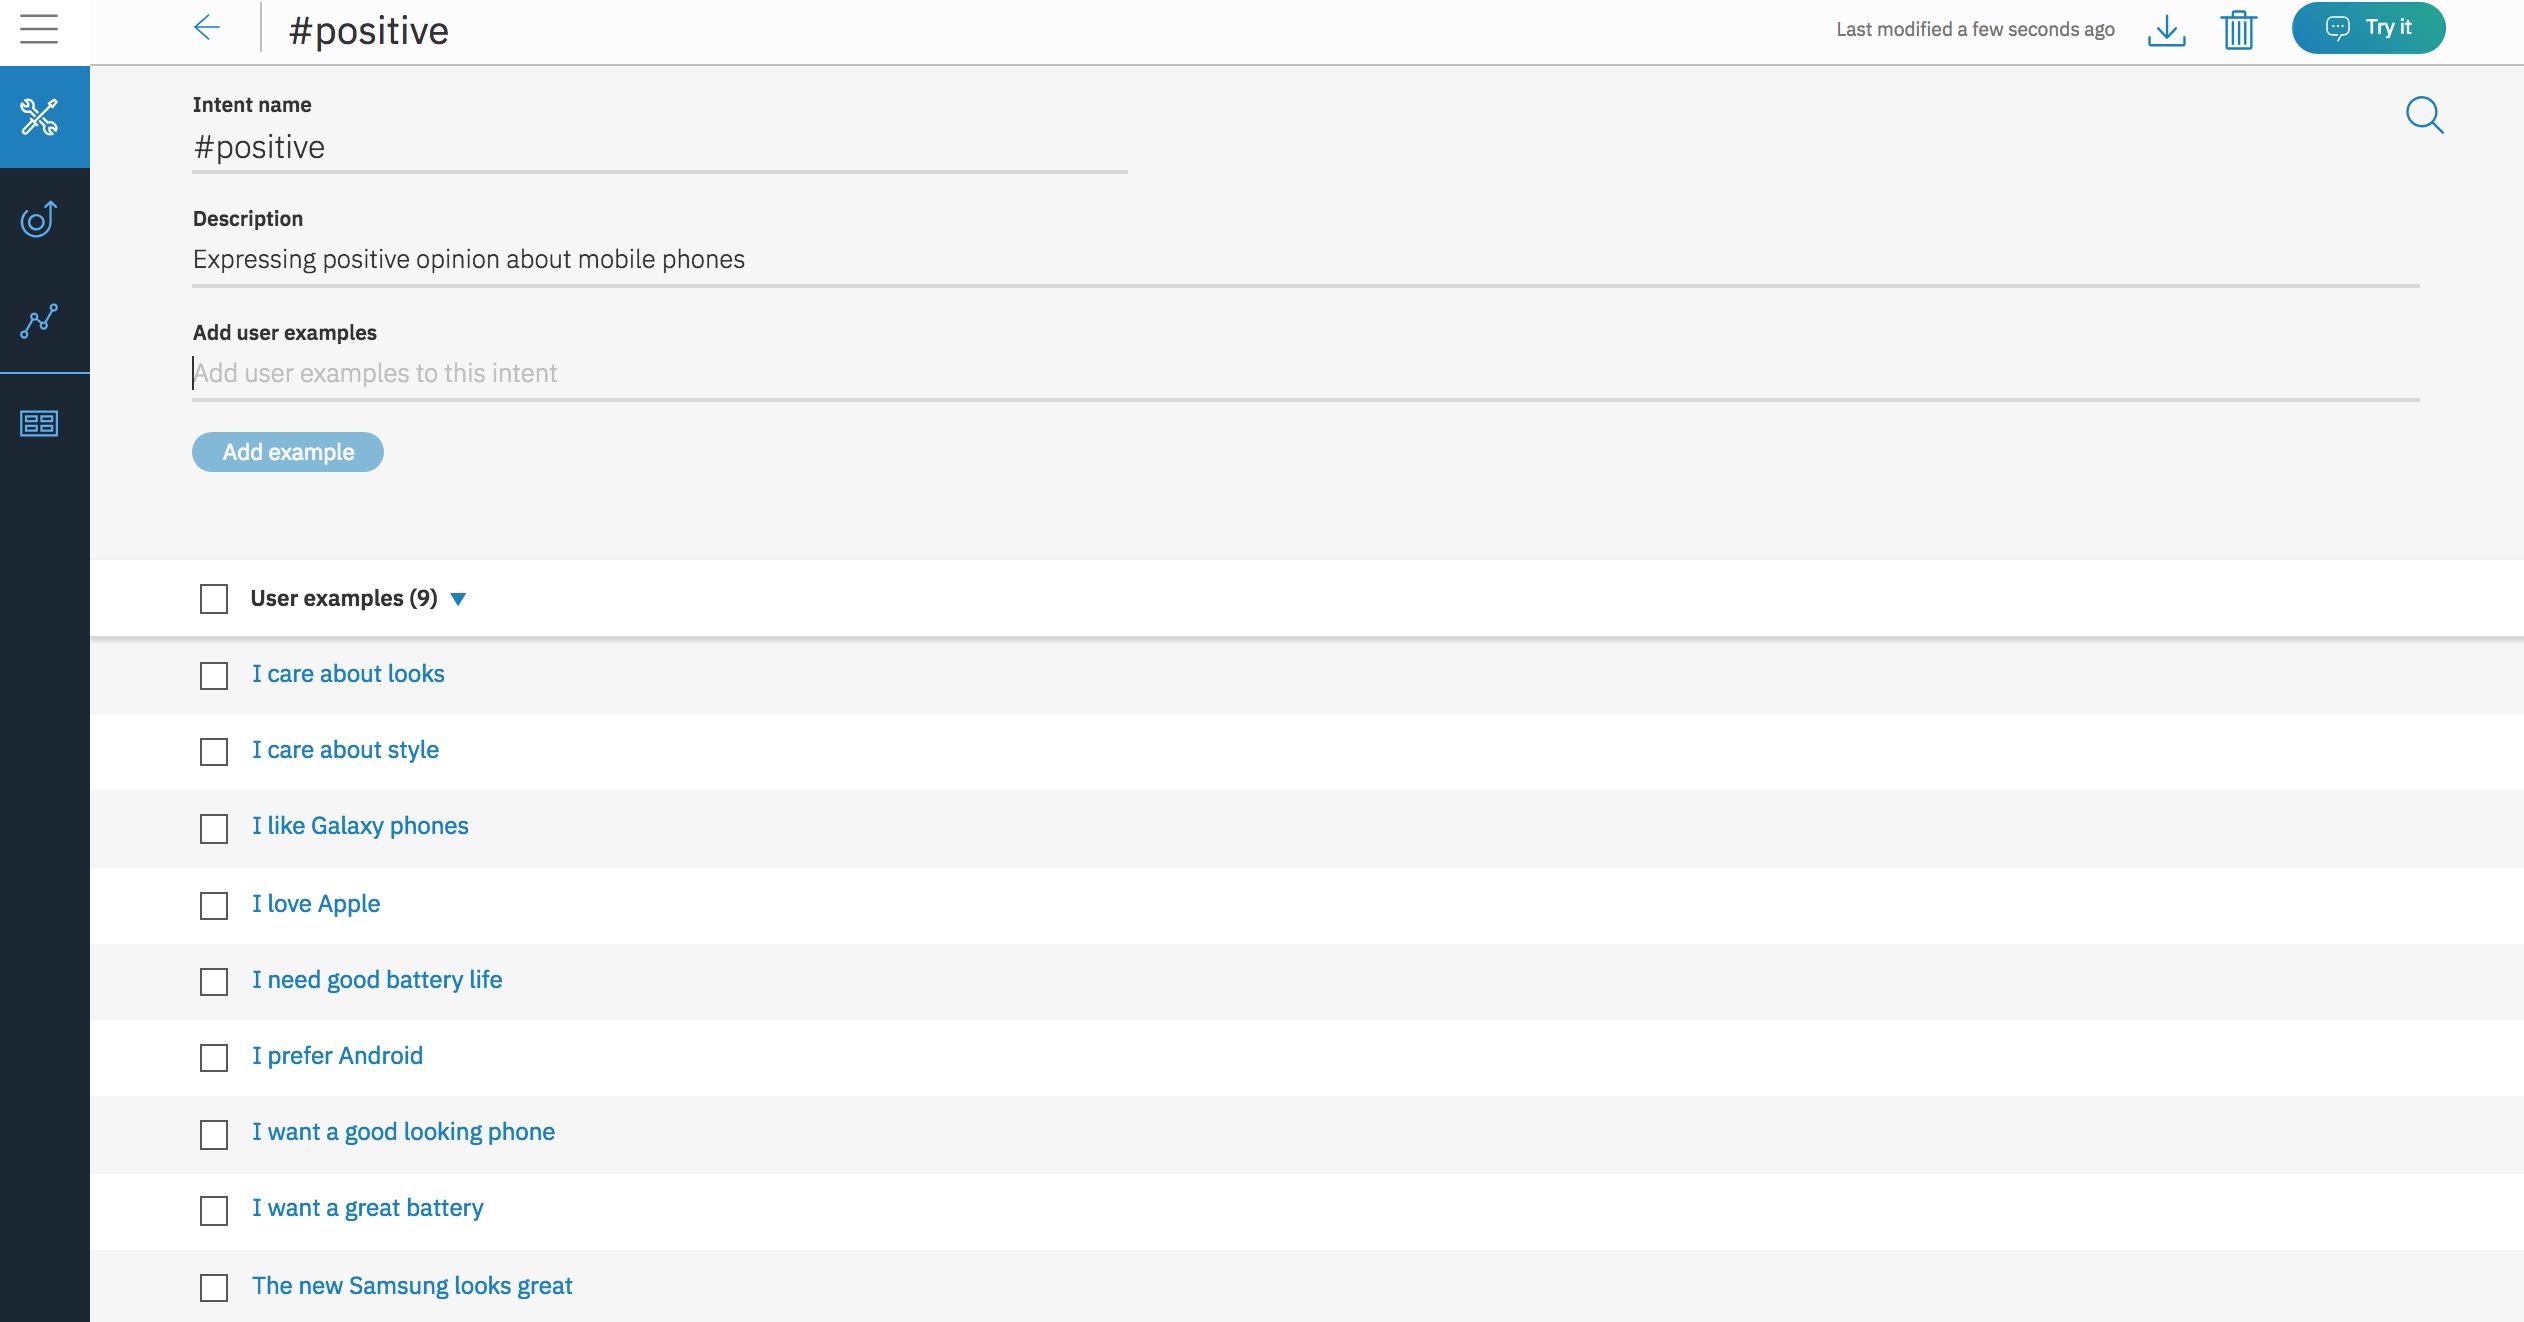 #positive
Last modified a few seconds ago
Try it
Intent name
#positive
Description
Expressing positive opinion about mobile phones
Add user examples
Add user examples to this intent
Add example
User examples (9)
I care about looks
I care about style
I like Galaxy phones
I love Apple
I need good battery life
I prefer Android
I want a good looking phone
I want a great battery
The new Samsung looks great